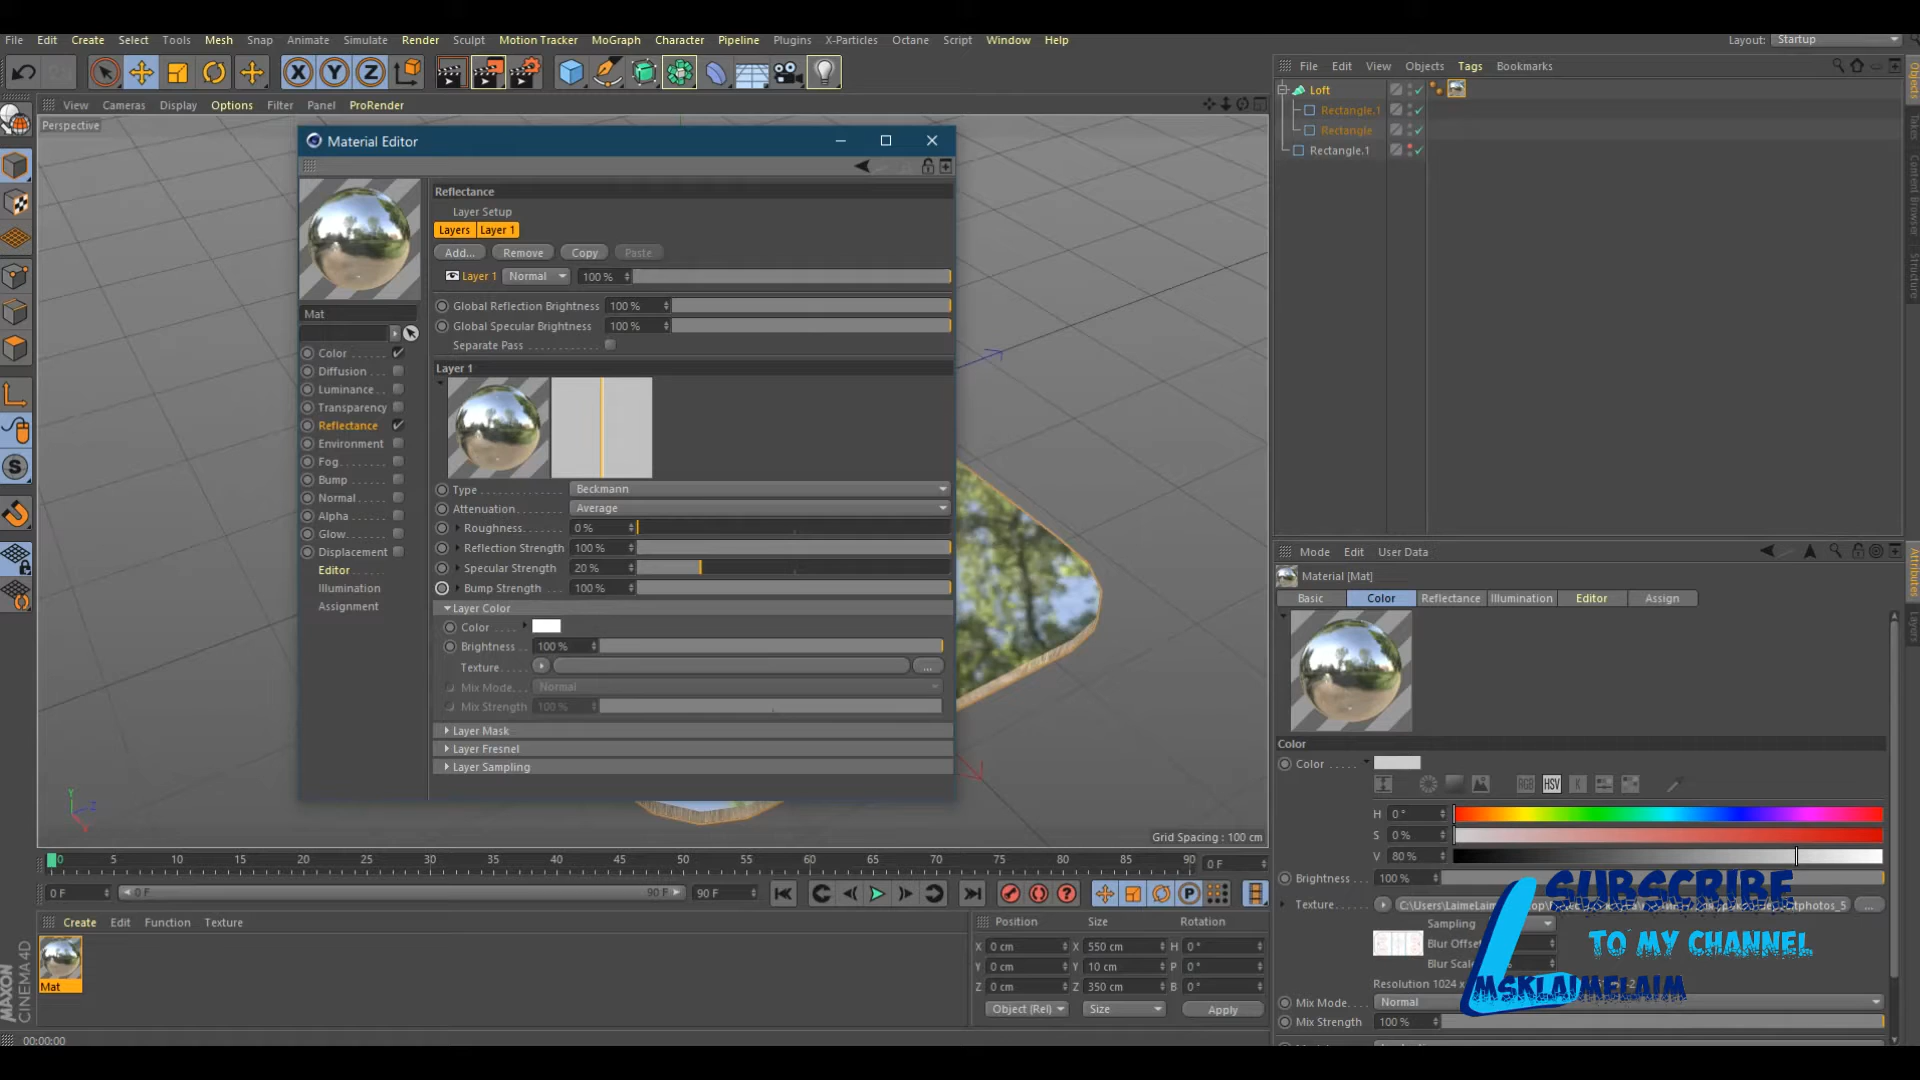 File Edit Create Select Tools Mesh Snap Animate Simulate Render Sculpt Motion Tracker MoGraph Character Pipeline Plugins X-Particles Octane Script Window Help
Layout: Startup
X Y Z
View Cameras Display Options Filter Panel ProRender
Perspective
Material Editor
Reflectance
Layer Setup
Layers Layer 1
Add... Remove Copy Paste
Layer 1 Normal 100 %
Global Reflection Brightness 100 %
Global Specular Brightness 100 %
Separate Pass
Mat
Color
Diffusion
Luminance
Transparency
Reflectance
Environment
Fog
Bump
Normal
Alpha
Glow
Displacement
Editor
Illumination
Assignment
Layer 1
Type Beckmann
Attenuation Average
Roughness 0 %
Reflection Strength 100 %
Specular Strength 20 %
Bump Strength 100 %
Layer Color
Color
Brightness 100 %
Texture ...
Mix Mode Normal
Mix Strength 100 %
Layer Mask
Layer Fresnel
Layer Sampling
Y Z X
Grid Spacing : 100 cm
File Edit View Objects Tags Bookmarks
Loft
Rectangle.1
Rectangle
Rectangle.1
Objects
Takes
Content Browser
Structure
Mode Edit User Data
Material [Mat]
Basic Color Reflectance Illumination Editor Assign
Attributes
Layers
Color
Color
RGB HSV K
H 0 °
S 0 %
V 80 %
Brightness 100 %
Texture
Sampling
Blur Offset
Blur Scale
Resolution 1024 x
Mix Mode Normal
Mix Strength 100 %
SUBSCRIBE
TO MY CHANNEL
MSKLAIMELAIM
0 5 10 15 20 25 30 35 40 45 50 55 60 65 70 75 80 85 90 0 F
0 F 0 F 90 F 90 F
Create Edit Function Texture
Mat
MAXON
CINEMA 4D
Position Size Rotation
X 0 cm X 550 cm H 0 °
Y 0 cm Y 10 cm P 0 °
Z 0 cm Z 350 cm B 0 °
Object (Rel) Size Apply
00:00:00